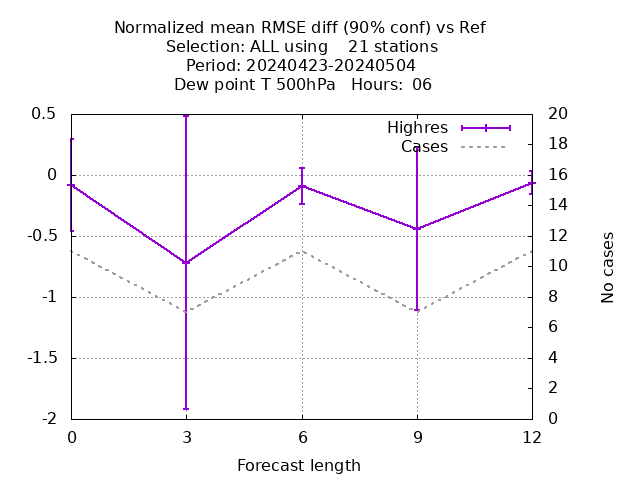 Normalized mean RMSE diff (90% conf) vs Ref
Selection: ALL using    21 stations
Period: 20240423-20240504
Dew point T 500hPa   Hours:  06
Highres
Cases
0.5
0
-0.5
-1
-1.5
-2
20
18
16
14
12
10
8
6
4
2
0
No cases
0
3
6
9
12
Forecast length